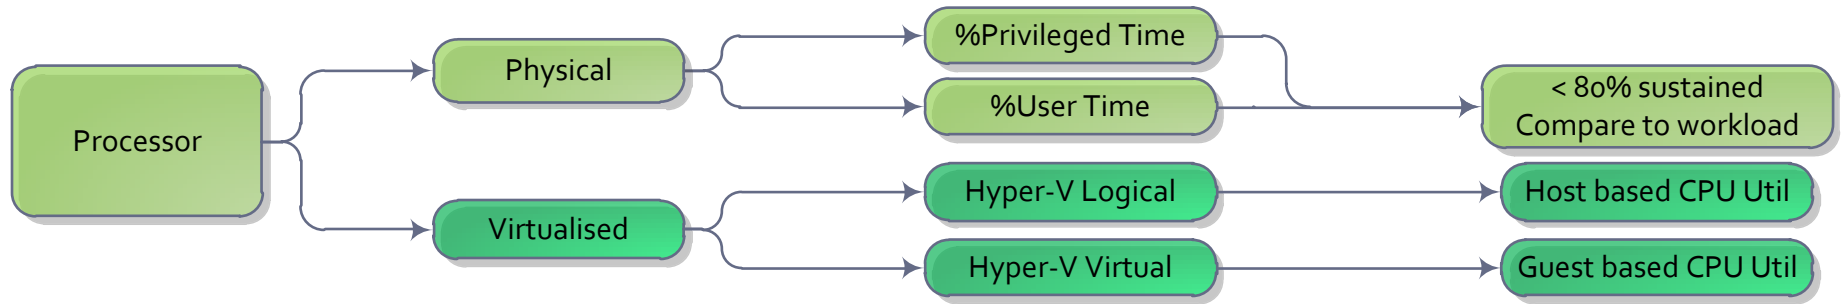 Processor
Physical
%Privileged Time
%User Time
< 80% sustained
Compare to workload
Virtualised
Hyper-V Logical
Host based CPU Util
Hyper-V Virtual
Guest based CPU Util